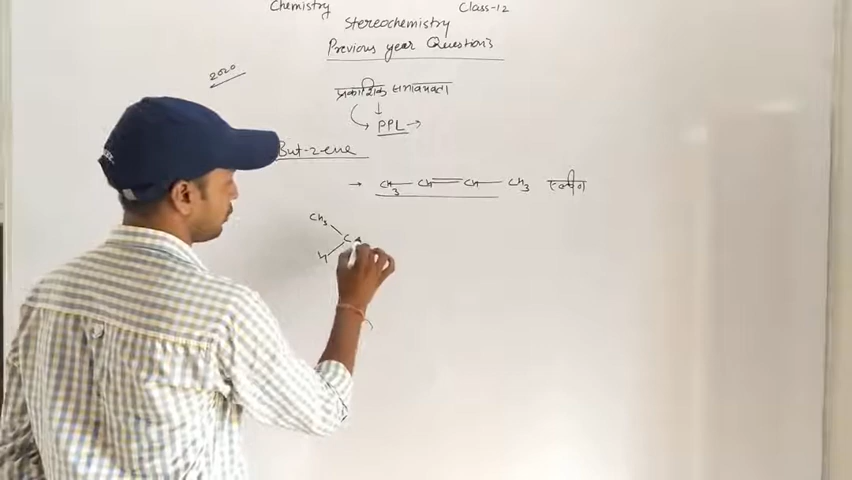 Chemistry Class-12
Stereochemistry
Previous year Questions
2020
PPL →
But-2-ene
→ CH3—CH=CH—CH3
CH3
C
H